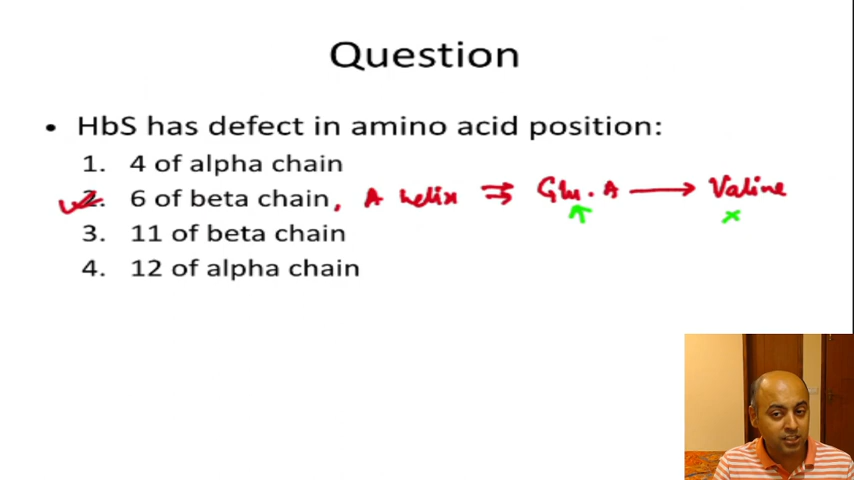 Question
• HbS has defect in amino acid position:
1. 4 of alpha chain
2. 6 of beta chain, A helix ⇉ Glu. A → Valine
3. 11 of beta chain
4. 12 of alpha chain